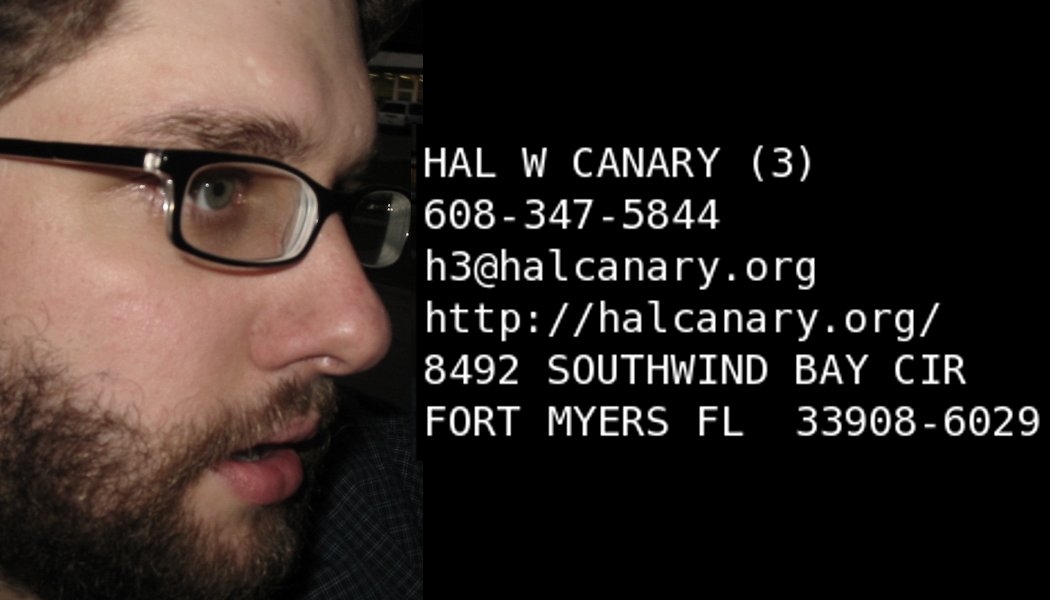 HAL W CANARY (3)
608-347-5844
h3@halcanary.org
http://halcanary.org/
8492 SOUTHWIND BAY CIR
FORT MYERS FL  33908-6029